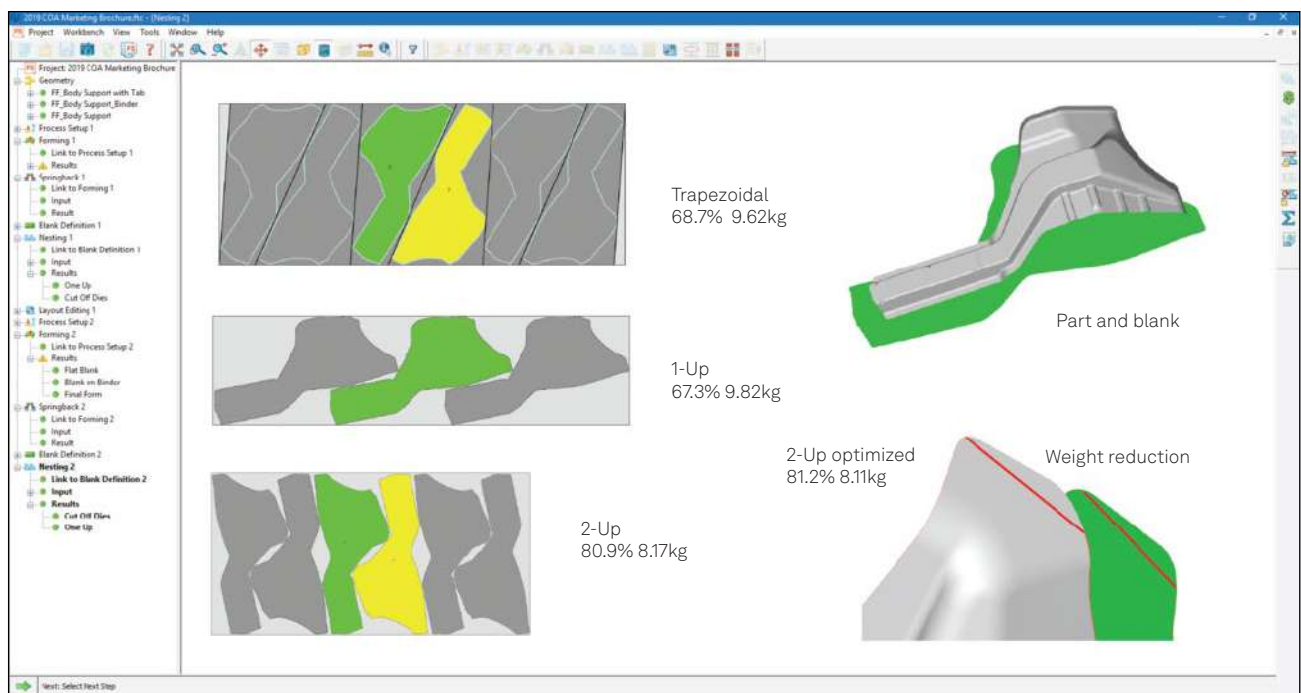 2019 COA Marketing Brochure.ftc - (Nesting 2)
Project Workbench View Tools Window Help
Project: 2019 COA Marketing Brochure
Geometry
FF_Body Support with Tab
FF_Body Support_Binder
FF_Body Support
Process Setup 1
Forming 1
Link to Process Setup 1
Results
Springback 1
Link to Forming 1
Input
Result
Blank Definition 1
Nesting 1
Link to Blank Definition 1
Input
Results
One Up
Cut Off Dies
Layout Editing 1
Process Setup 2
Forming 2
Link to Process Setup 2
Results
Flat Blank
Blank on Binder
Final Form
Springback 2
Link to Forming 2
Input
Result
Blank Definition 2
Nesting 2
Link to Blank Definition 2
Input
Results
Cut Off Dies
One Up
Trapezoidal
68.7% 9.62kg
1-Up
67.3% 9.82kg
2-Up
80.9% 8.17kg
Part and blank
2-Up optimized
81.2% 8.11kg
Weight reduction
Next: Select Next Step